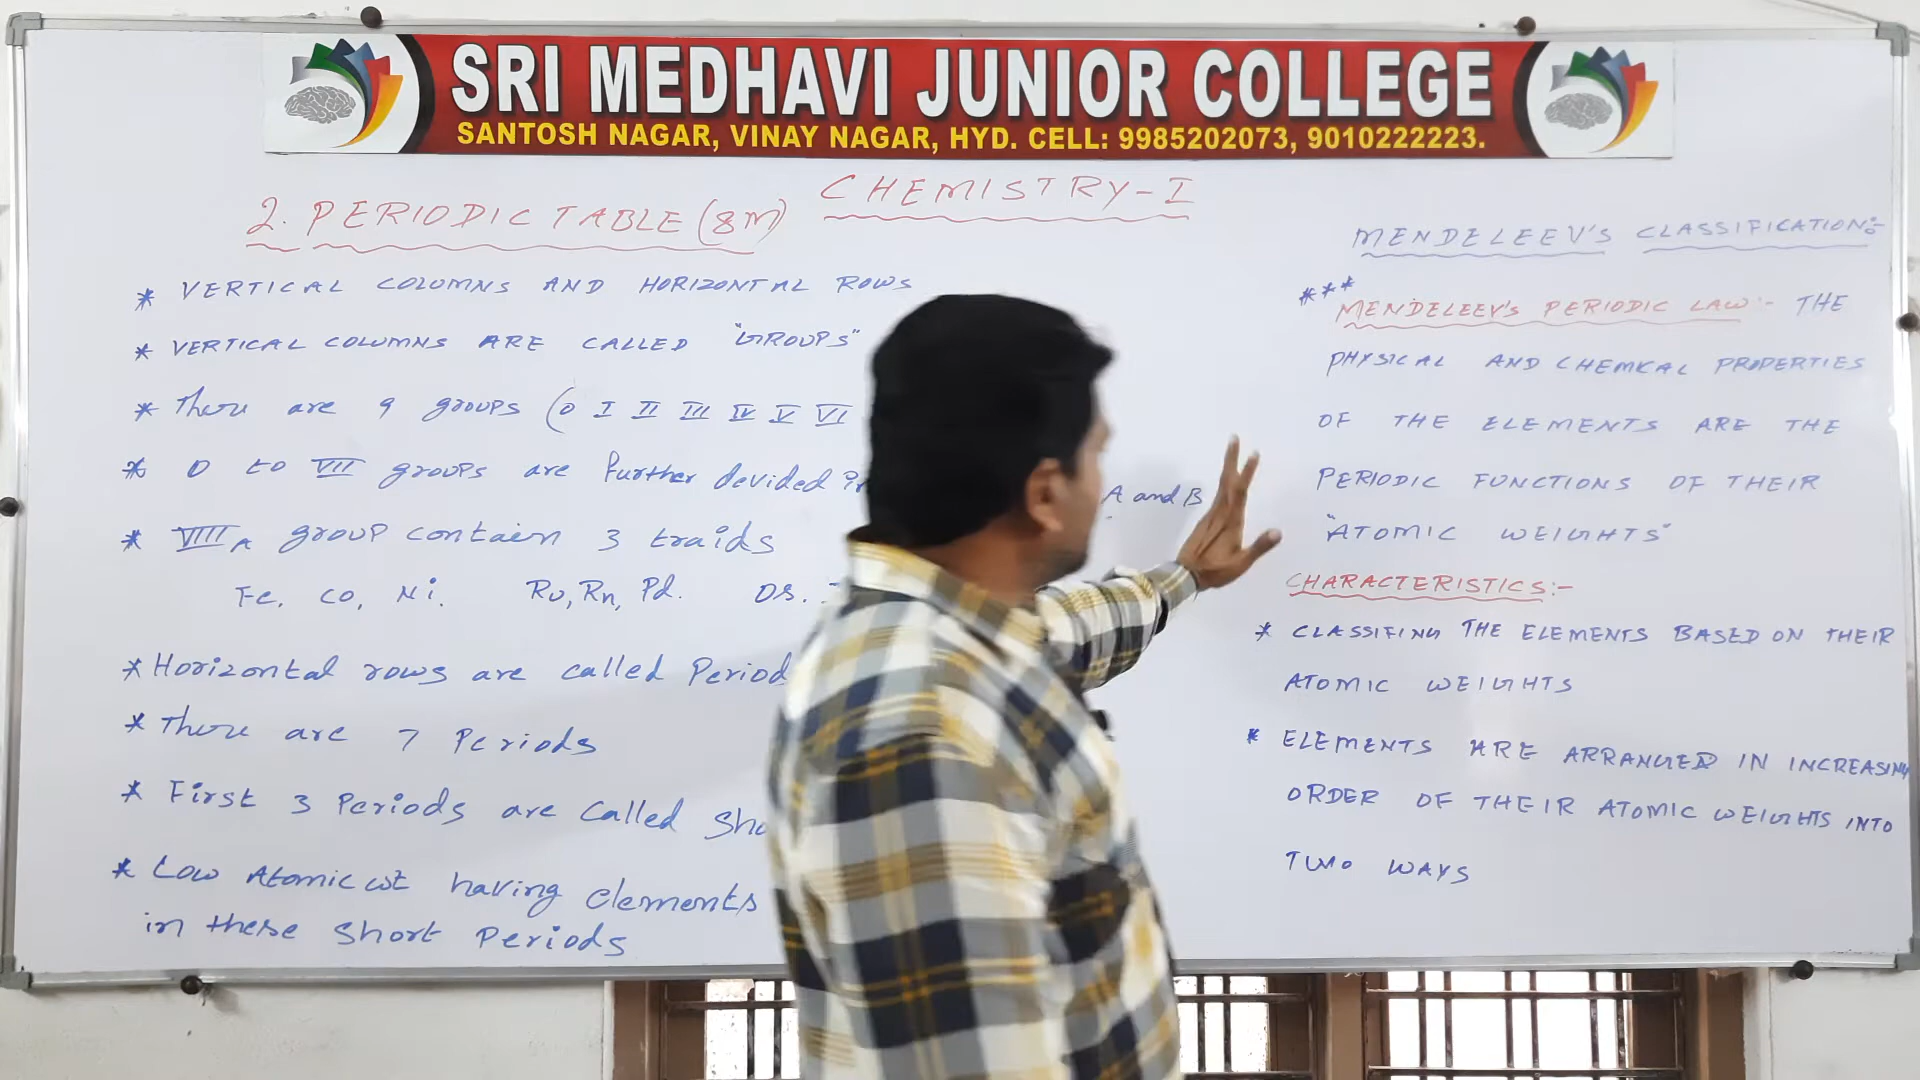 SRI MEDHAVI JUNIOR COLLEGE
SANTOSH NAGAR, VINAY NAGAR, HYD. CELL: 9985202073, 9010222223.
CHEMISTRY-I
2. PERIODIC TABLE (8M)
* VERTICAL COLUMNS AND HORIZONTAL ROWS
* VERTICAL COLUMNS ARE CALLED "GROUPS"
* There are 9 groups (0 I II III IV V VI
* 0 to VII groups are further devided in
A and B
* VIII A group contain 3 traids
Fe, Co, Ni. Ru, Rn, Pd. Os.
* Horizontal rows are called Period
* There are 7 Periods
* First 3 Periods are called Sho
* Low Atomic wt having elements
in these short Periods
MENDELEEV'S CLASSIFICATION:-
*** MENDELEEV'S PERIODIC LAW:- THE
PHYSICAL AND CHEMICAL PROPERTIES
OF THE ELEMENTS ARE THE
PERIODIC FUNCTIONS OF THEIR
"ATOMIC WEIGHTS"
CHARACTERISTICS:-
* CLASSIFING THE ELEMENTS BASED ON THEIR
ATOMIC WEIGHTS
* ELEMENTS ARE ARRANGED IN INCREASING
ORDER OF THEIR ATOMIC WEIGHTS INTO
TWO WAYS